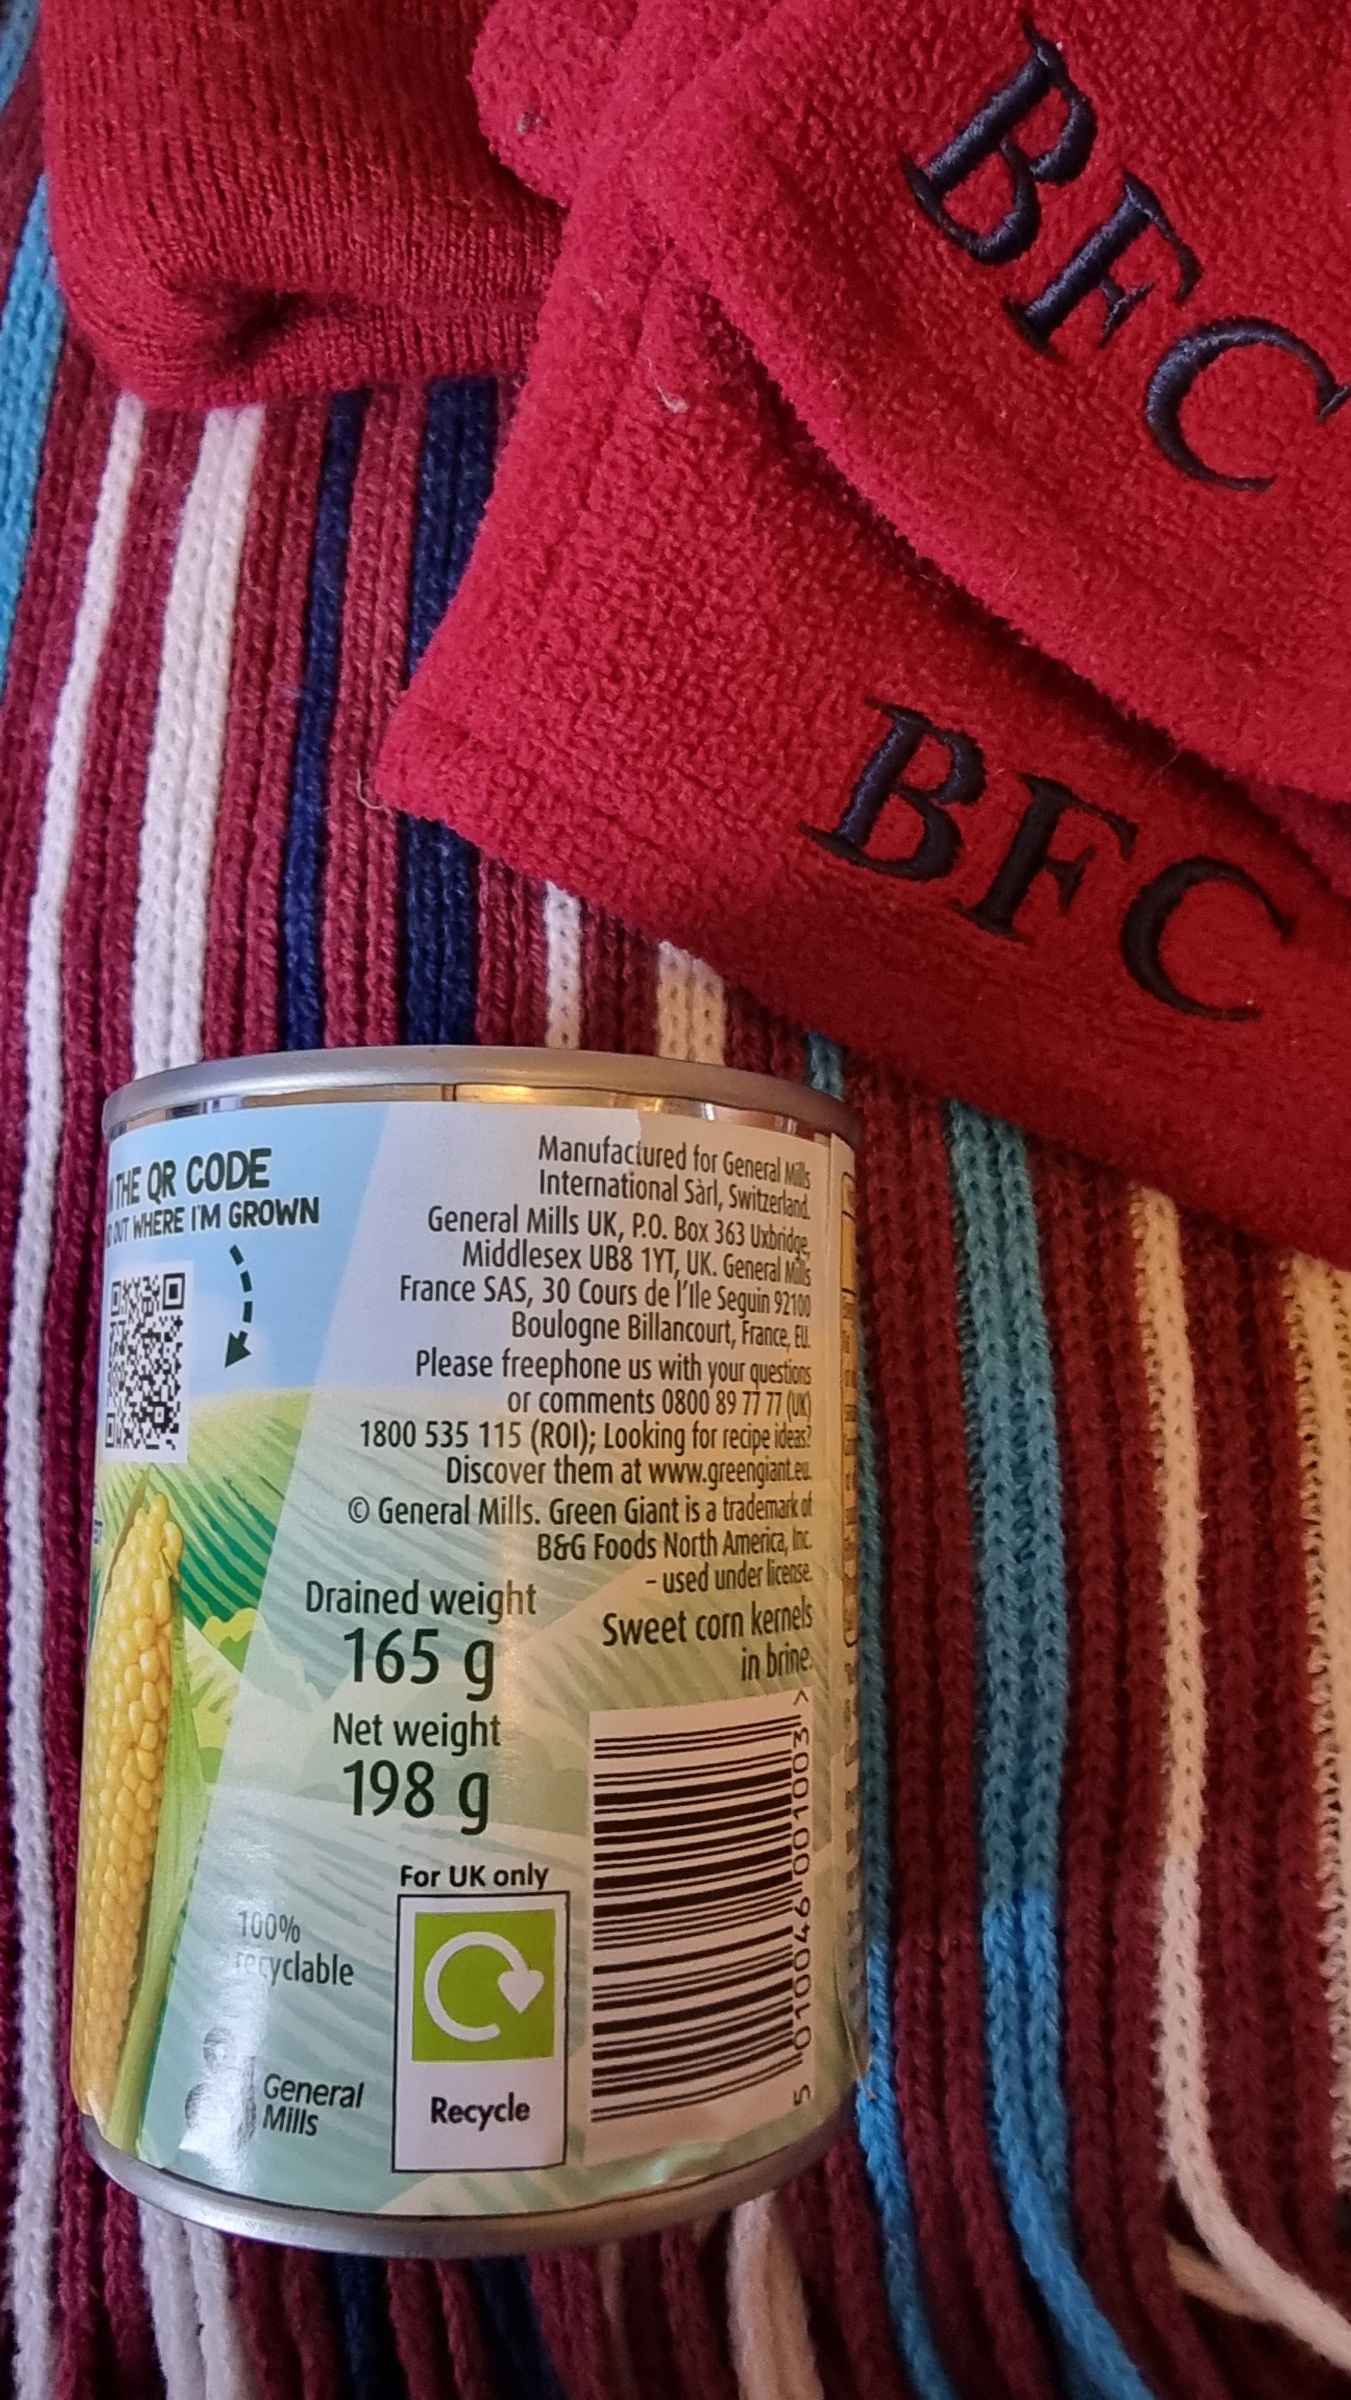 BFC
BFC
THE QR CODE
OUT WHERE I'M GROWN
Manufactured for General Mills
International Sàrl, Switzerland.
General Mills UK, P.O. Box 363 Uxbridge,
Middlesex UB8 1YT, UK. General Mills
France SAS, 30 Cours de l'Ile Seguin 92100
Boulogne Billancourt, France, EU.
Please freephone us with your questions
or comments 0800 89 77 77 (UK)
1800 535 115 (ROI); Looking for recipe ideas?
Discover them at www.greengiant.eu.
© General Mills. Green Giant is a trademark of
B&G Foods North America, Inc.
- used under license.
Sweet corn kernels
in brine.
Drained weight
165 g
Net weight
198 g
For UK only
100%
recyclable
Recycle
General
Mills
5 010046 001003 >